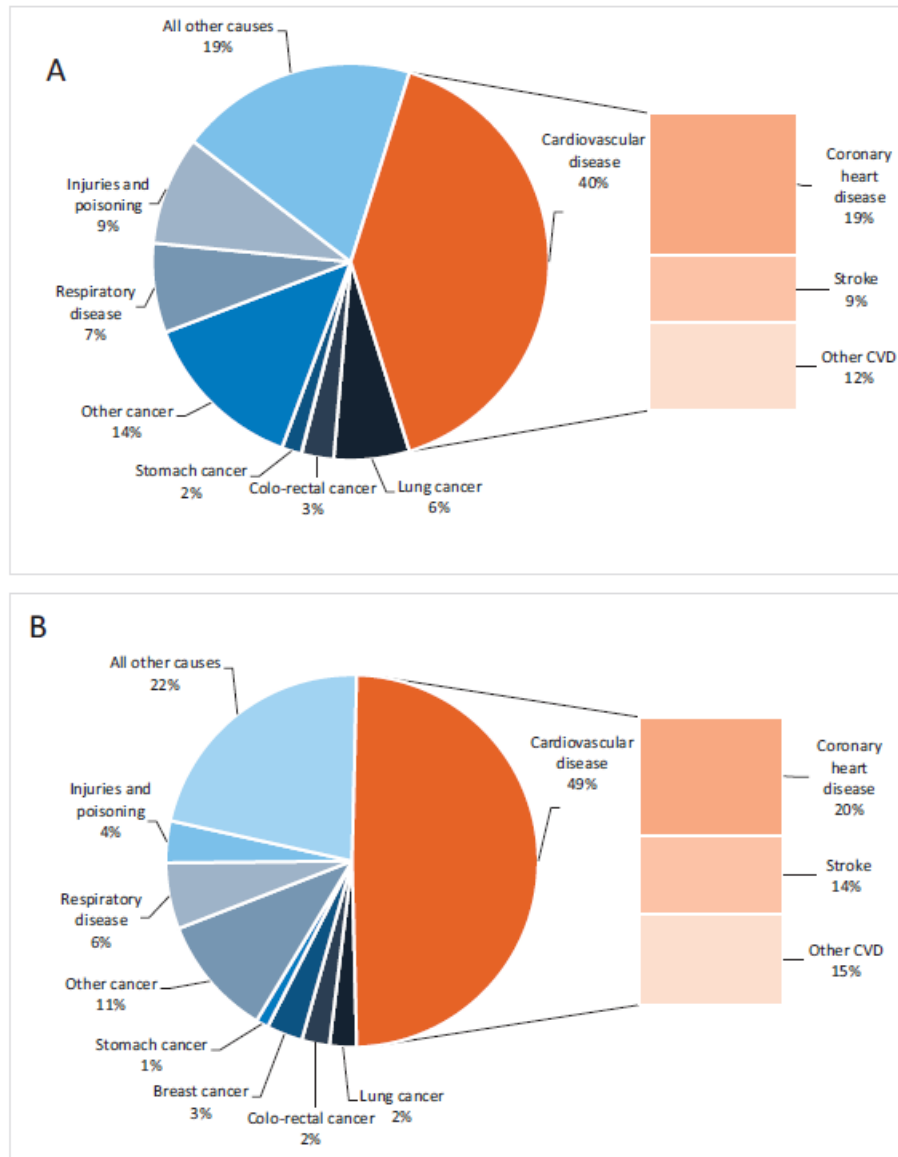 A
All other causes
19%
Cardiovascular
disease
40%
Coronary
heart
disease
19%
Injuries and
poisoning
9%
Stroke
9%
Respiratory
disease
7%
Other CVD
12%
Other cancer
14%
Stomach cancer
2%
Colo-rectal cancer
3%
Lung cancer
6%
B
All other causes
22%
Cardiovascular
disease
49%
Coronary
heart
disease
20%
Injuries and
poisoning
4%
Stroke
14%
Respiratory
disease
6%
Other CVD
15%
Other cancer
11%
Stomach cancer
1%
Breast cancer
3%
Colo-rectal cancer
2%
Lung cancer
2%